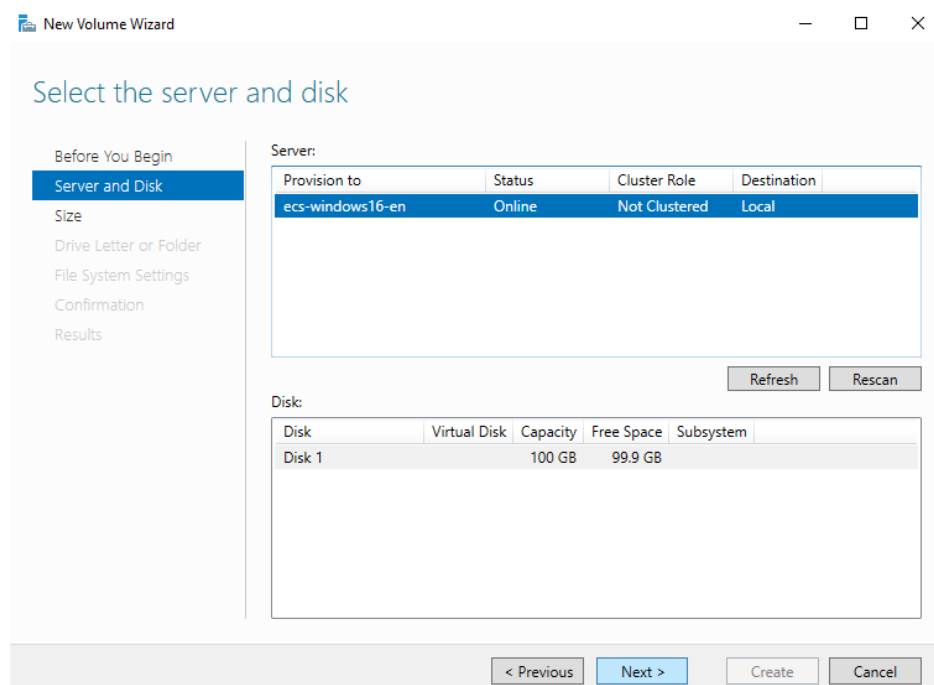 New Volume Wizard
Select the server and disk
Before You Begin
Server and Disk
Size
Drive Letter or Folder
File System Settings
Confirmation
Results
Server:
Provision to Status Cluster Role Destination
ecs-windows16-en Online Not Clustered Local
Refresh Rescan
Disk:
Disk Virtual Disk Capacity Free Space Subsystem
Disk 1 100 GB 99.9 GB
< Previous Next > Create Cancel